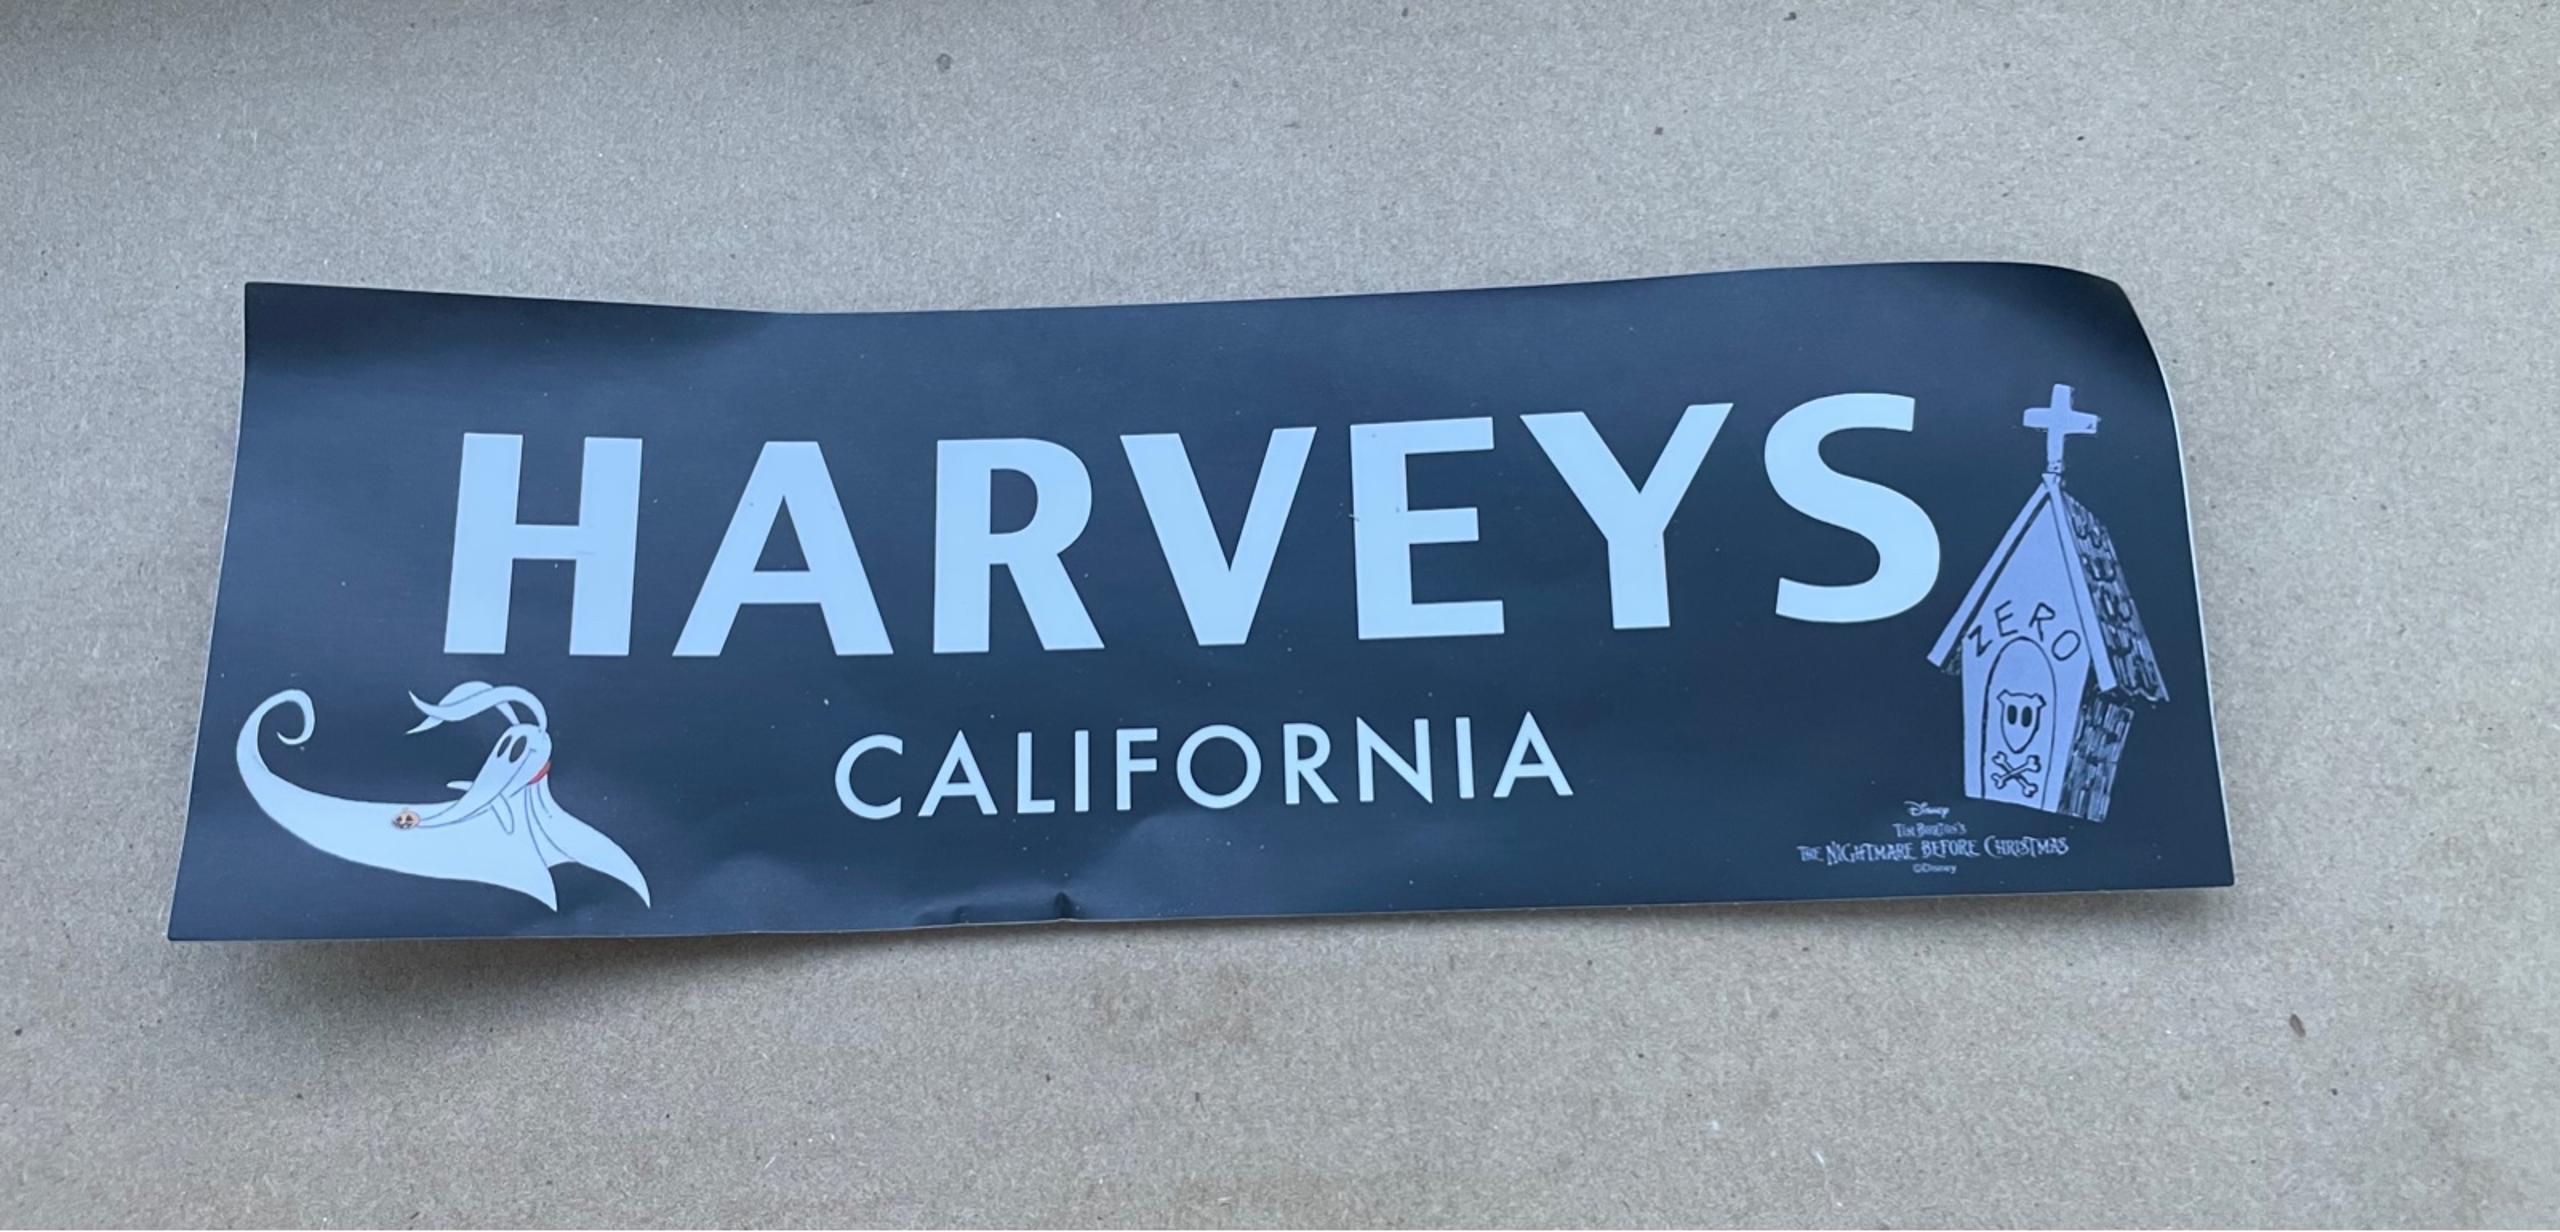 HARVEYS
CALIFORNIA
ZERO
Disney
TIM BURTON'S
THE NIGHTMARE BEFORE CHRISTMAS
©Disney